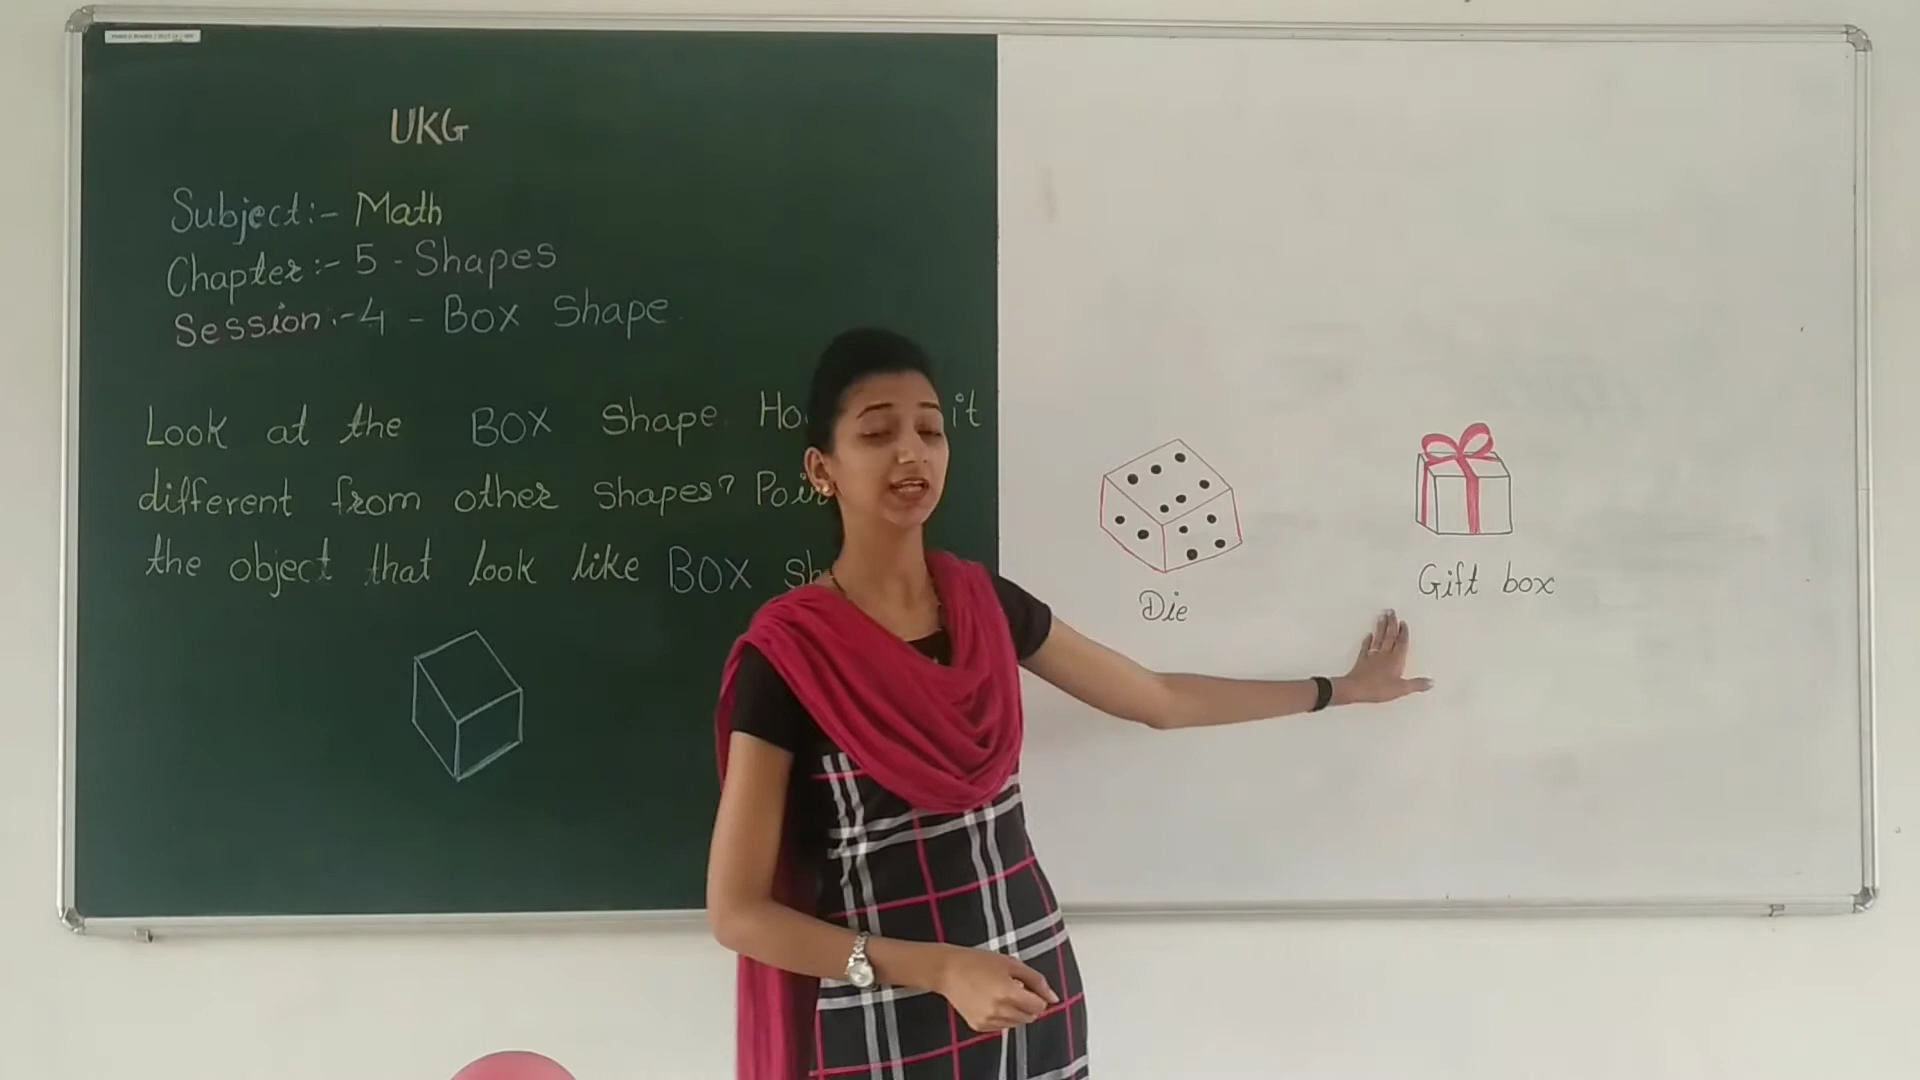 UKG
Subject:- Math
Chapter:- 5 - Shapes
Session:- 4 - Box Shape
Look at the BOX Shape. it
different from other shapes?
the object that look like BOX
Die
Gift box